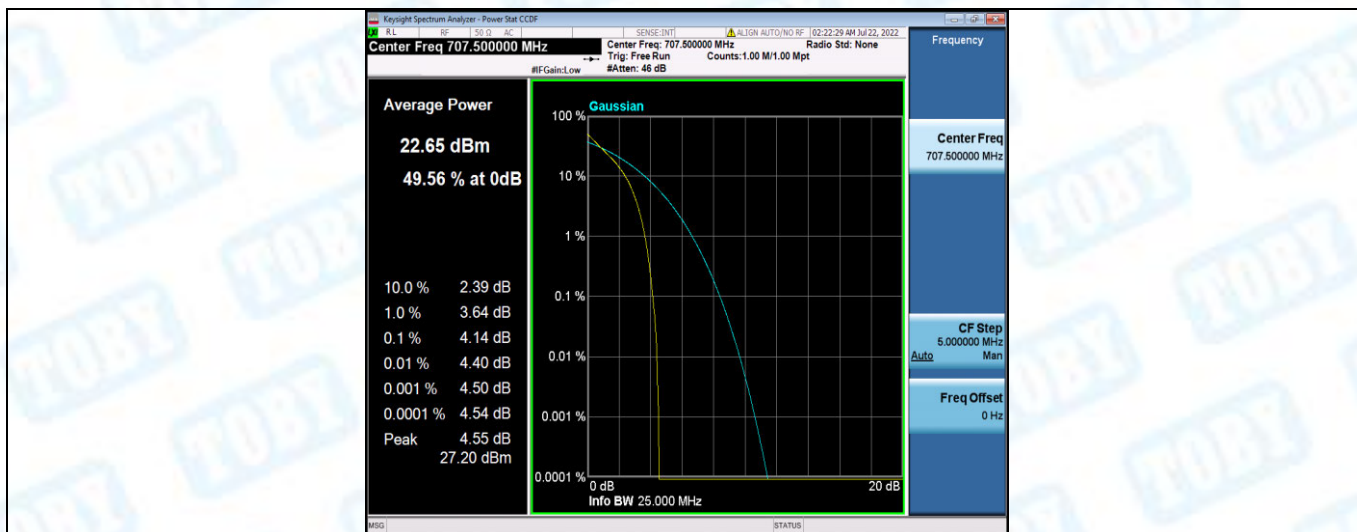 Keysight Spectrum Analyzer - Power Stat CCDF
RL RF 50 Ω AC SENSE:INT ALIGN AUTO/NO RF 02:22:29 AM Jul 22, 2022
Center Freq 707.500000 MHz
Center Freq: 707.500000 MHz Radio Std: None
Trig: Free Run Counts:1.00 M/1.00 Mpt
#IFGain:Low #Atten: 46 dB
Frequency
Average Power
22.65 dBm
49.56 % at 0dB
10.0 % 2.39 dB
1.0 % 3.64 dB
0.1 % 4.14 dB
0.01 % 4.40 dB
0.001 % 4.50 dB
0.0001 % 4.54 dB
Peak 4.55 dB
27.20 dBm
Gaussian
100 %
10 %
1 %
0.1 %
0.01 %
0.001 %
0.0001 %
0 dB 20 dB
Info BW 25.000 MHz
Center Freq
707.500000 MHz
CF Step
5.000000 MHz
Auto Man
Freq Offset
0 Hz
MSG STATUS
TOBY